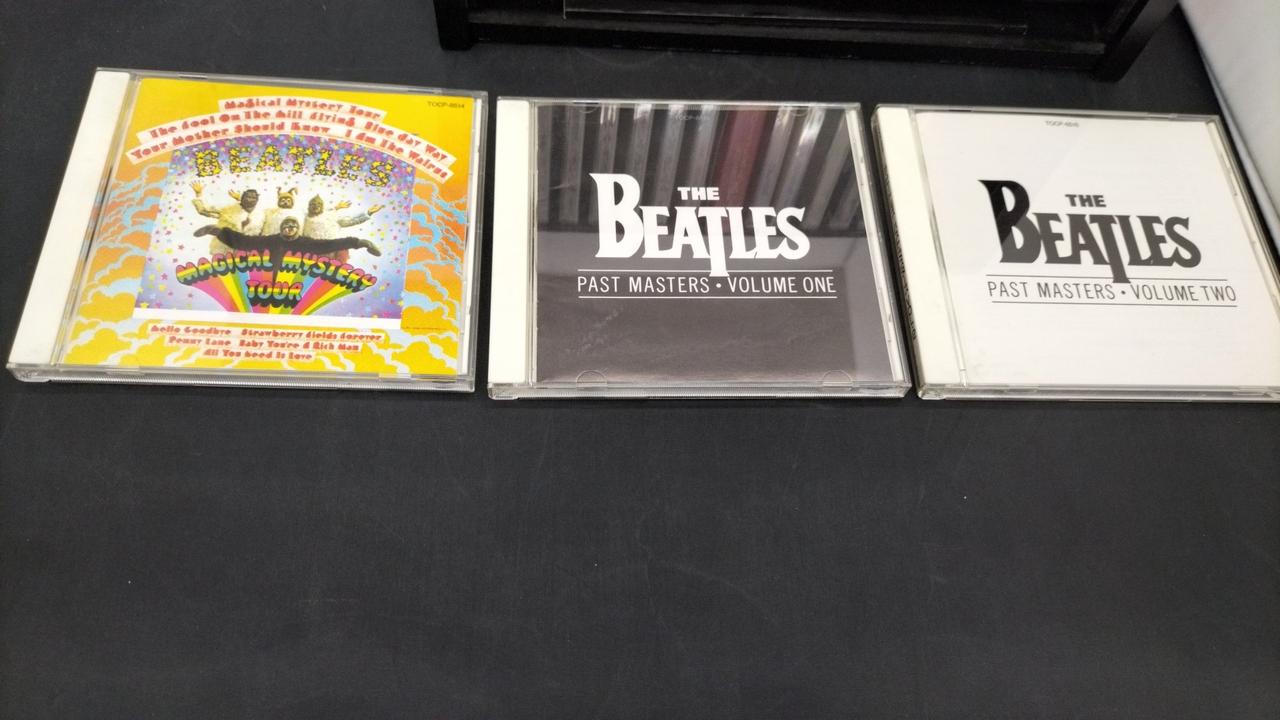 TOCP-6514
Magical Mystery Tour
The Fool On The Hill Flying Blue Jay Way
Your Mother Should Know I Am The Walrus
BEATLES
MAGICAL MYSTERY
TOUR
Hello Goodbye Strawberry Fields Forever
Penny Lane Baby You're A Rich Man
All You Need Is Love
THE
BEATLES
PAST MASTERS • VOLUME ONE
THE
BEATLES
PAST MASTERS • VOLUME TWO